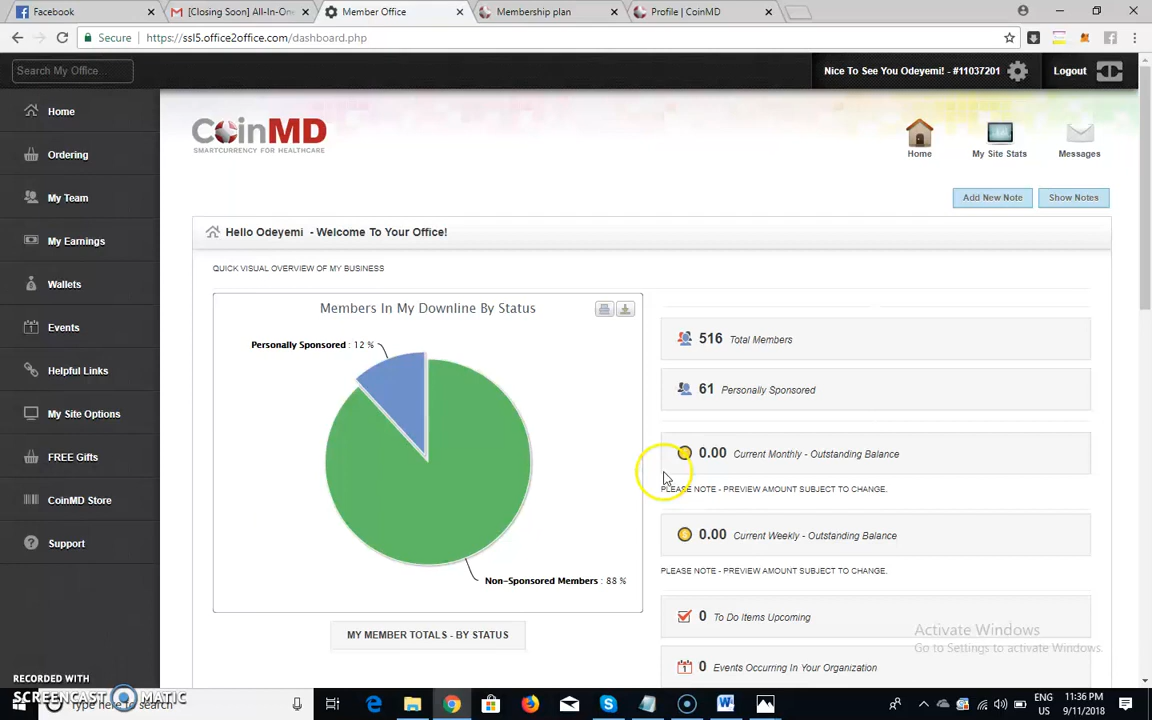 Facebook
[Closing Soon] All-In-One
Member Office
Membership plan
Profile | CoinMD
Secure
https://ssl5.office2office.com/dashboard.php
Search My Office...
Nice To See You Odeyemi! - #11037201
Logout
Home
Ordering
My Team
My Earnings
Wallets
Events
Helpful Links
My Site Options
FREE Gifts
CoinMD Store
Support
CoinMD
SMARTCURRENCY FOR HEALTHCARE
Home
My Site Stats
Messages
Add New Note
Show Notes
Hello Odeyemi - Welcome To Your Office!
QUICK VISUAL OVERVIEW OF MY BUSINESS
Members In My Downline By Status
Personally Sponsored : 12 %
Non-Sponsored Members : 88 %
MY MEMBER TOTALS - BY STATUS
516 Total Members
61 Personally Sponsored
0.00 Current Monthly - Outstanding Balance
PLEASE NOTE - PREVIEW AMOUNT SUBJECT TO CHANGE.
0.00 Current Weekly - Outstanding Balance
PLEASE NOTE - PREVIEW AMOUNT SUBJECT TO CHANGE.
0 To Do Items Upcoming
0 Events Occurring In Your Organization
Activate Windows
Go to Settings to activate Windows.
RECORDED WITH
SCREENCAST MATIC
Type here to search
ENG
US
11:36 PM
9/11/2018